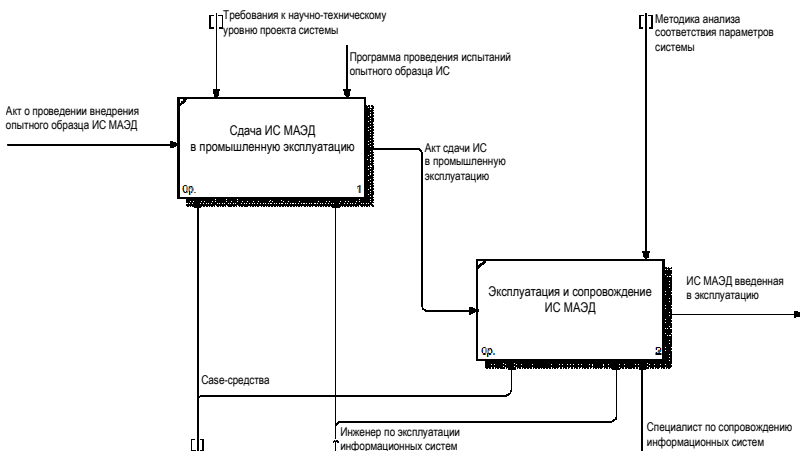 Требования к научно-техническому
уровню проекта системы
Методика анализа
соответствия параметров
системы
Программа проведения испытаний
опытного образца ИС
Акт о проведении внедрения
опытного образца ИС МАЭД
Сдача ИС МАЭД
в промышленную эксплуатацию
0р.
1
Акт сдачи ИС
в промышленную
эксплуатацию
Эксплуатация и сопровождение
ИС МАЭД
0р.
2
ИС МАЭД введенная
в эксплуатацию
Case-средства
Инженер по эксплуатации
информационных систем
Специалист по сопровождению
информационных систем